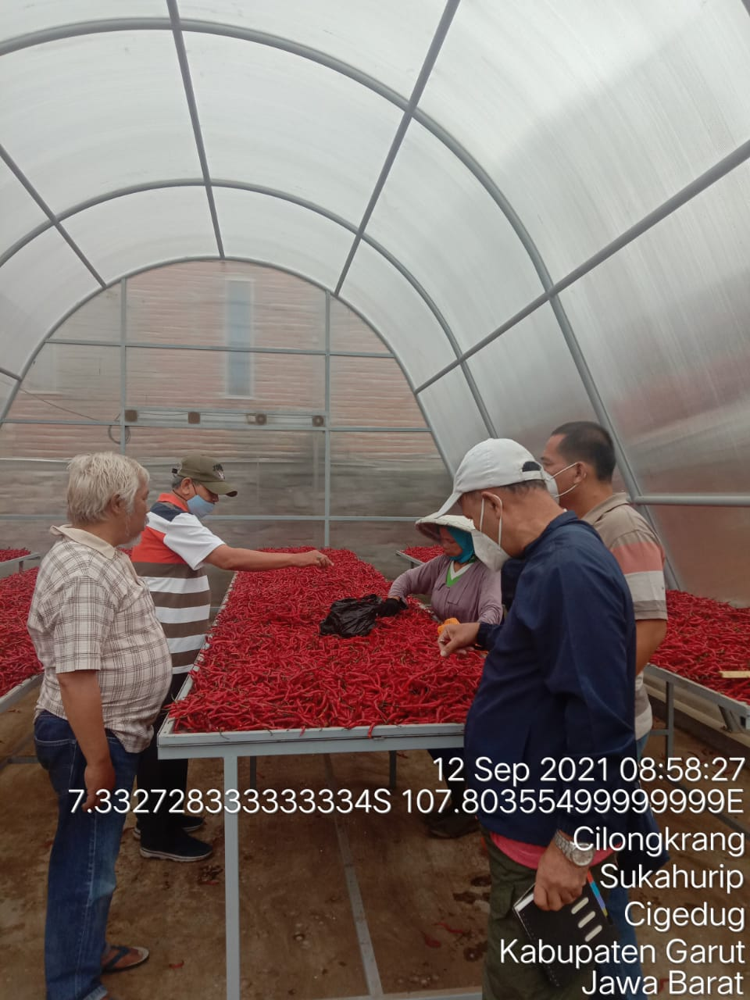 12 Sep 2021 08:58:27
7.332728333333334S 107.80355499999999E
Cilongkrang
Sukahurip
Cigedug
Kabupaten Garut
Jawa Barat